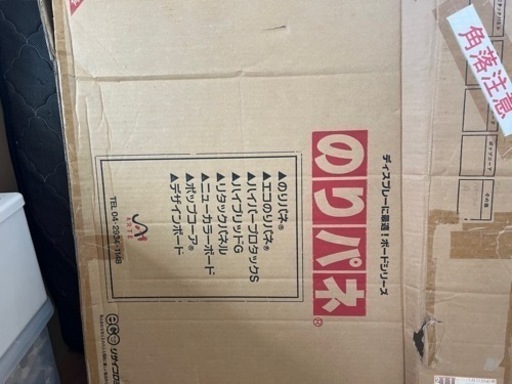 角落注意
ディスプレーに最適!ボードシリーズ
のりパネ®
▲のりパネ®
▲エコのりパネ®
▲ハイパープロタックS
▲ハイブリッドG
▲リタックパネル
▲ニューカラーボード
▲ポップコーア®
▲デザインボード
TEL 04-2934-1148